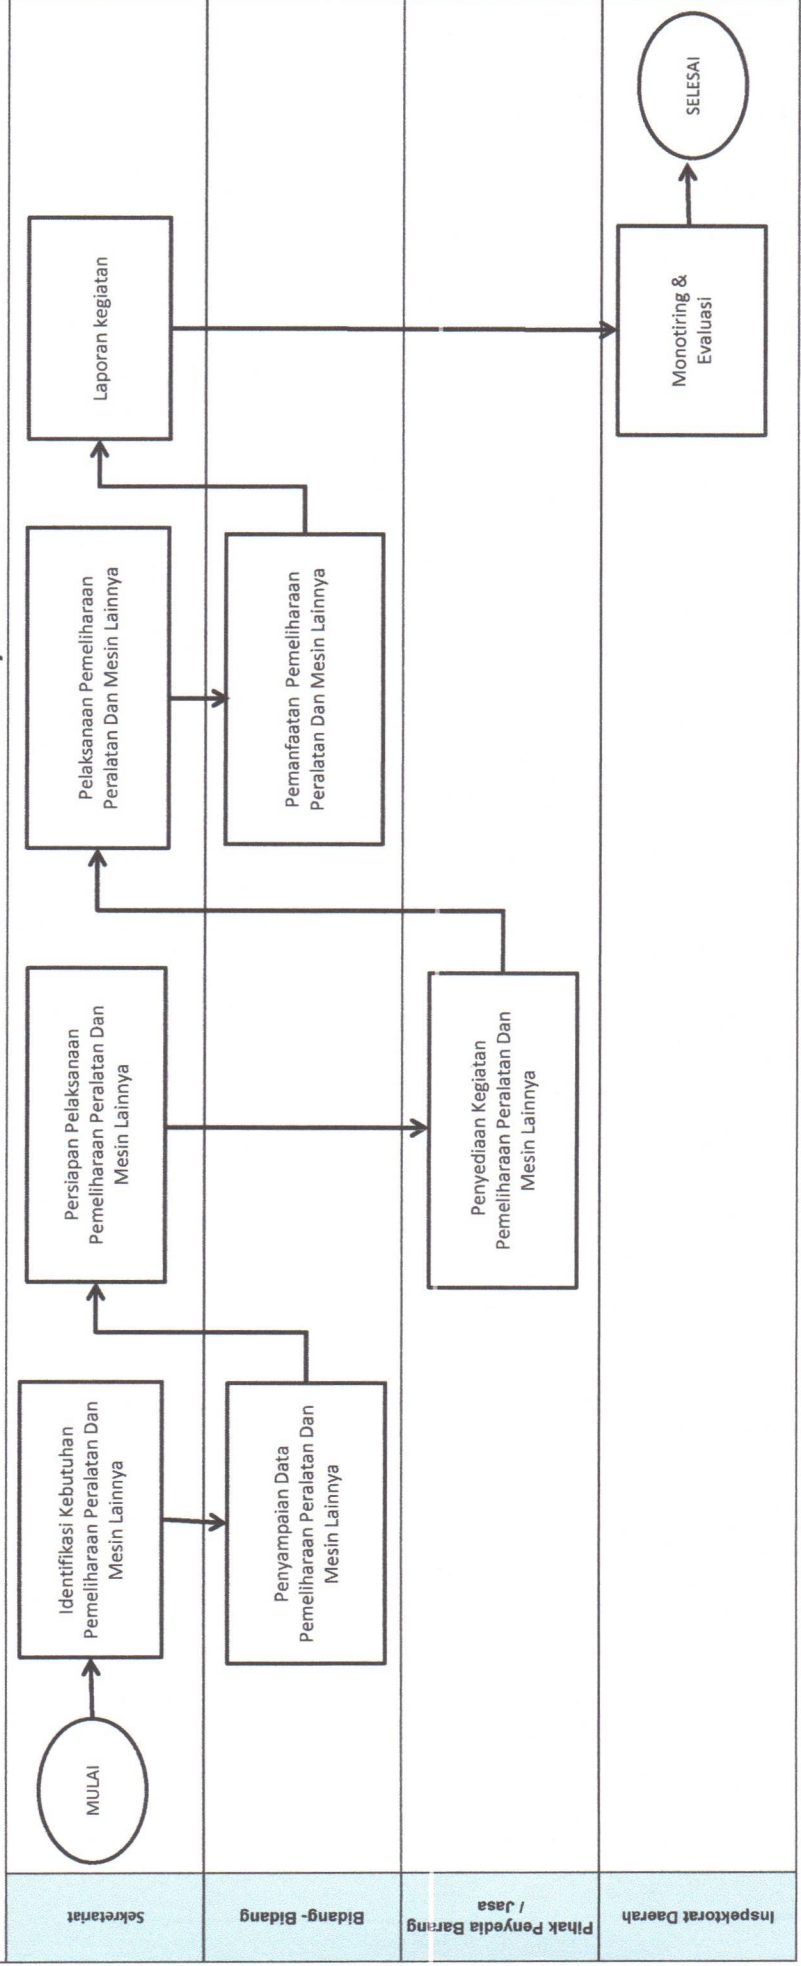 Sekretariat
MULAI
Identifikasi Kebutuhan
Pemeliharaan Peralatan Dan
Mesin Lainnya
Persiapan Pelaksanaan
Pemeliharaan Peralatan Dan
Mesin Lainnya
Pelaksanaan Pemeliharaan
Peralatan Dan Mesin Lainnya
Laporan kegiatan
Bidang -Bidang
Penyampaian Data
Pemeliharaan Peralatan Dan
Mesin Lainnya
Pemanfaatan Pemeliharaan
Peralatan Dan Mesin Lainnya
Pihak Penyedia Barang
/ Jasa
Penyediaan Kegiatan
Pemeliharaan Peralatan Dan
Mesin Lainnya
Inspektorat Daerah
Monotiring &
Evaluasi
SELESAI